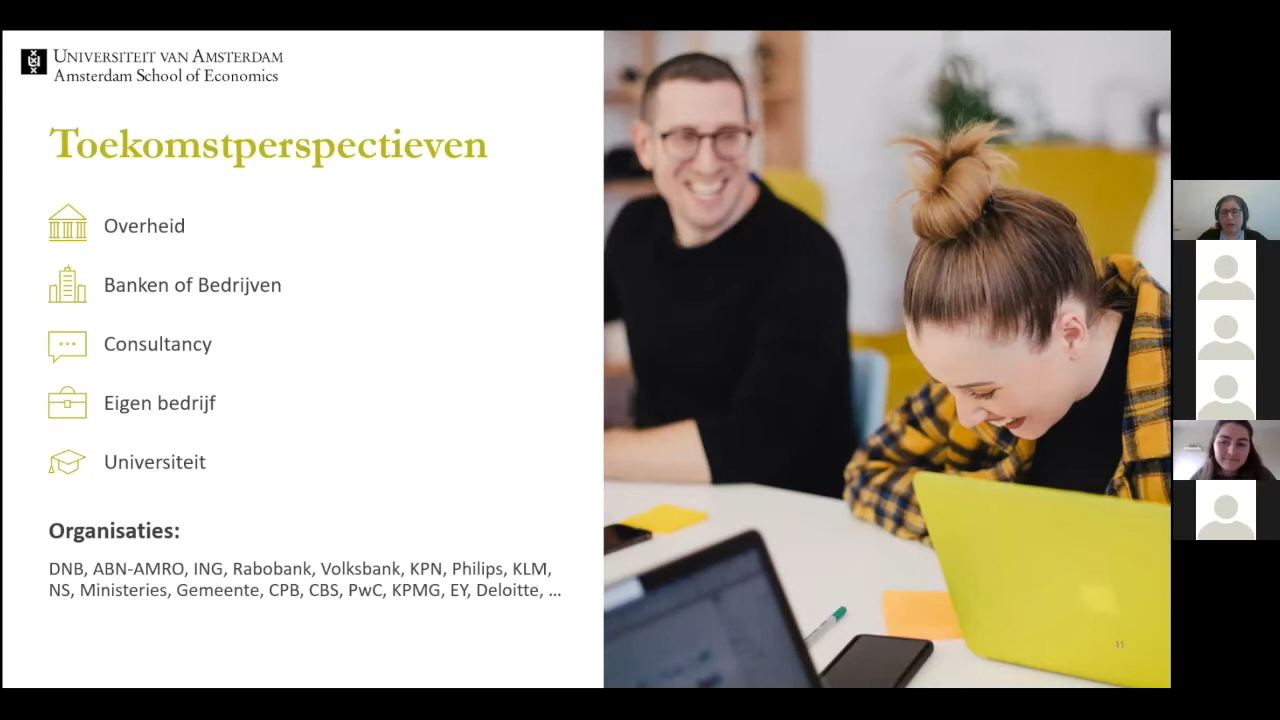 UNIVERSITEIT VAN AMSTERDAM
Amsterdam School of Economics
Toekomstperspectieven
Overheid
Banken of Bedrijven
Consultancy
Eigen bedrijf
Universiteit
Organisaties:
DNB, ABN-AMRO, ING, Rabobank, Volksbank, KPN, Philips, KLM,
NS, Ministeries, Gemeente, CPB, CBS, PwC, KPMG, EY, Deloitte, ...
11